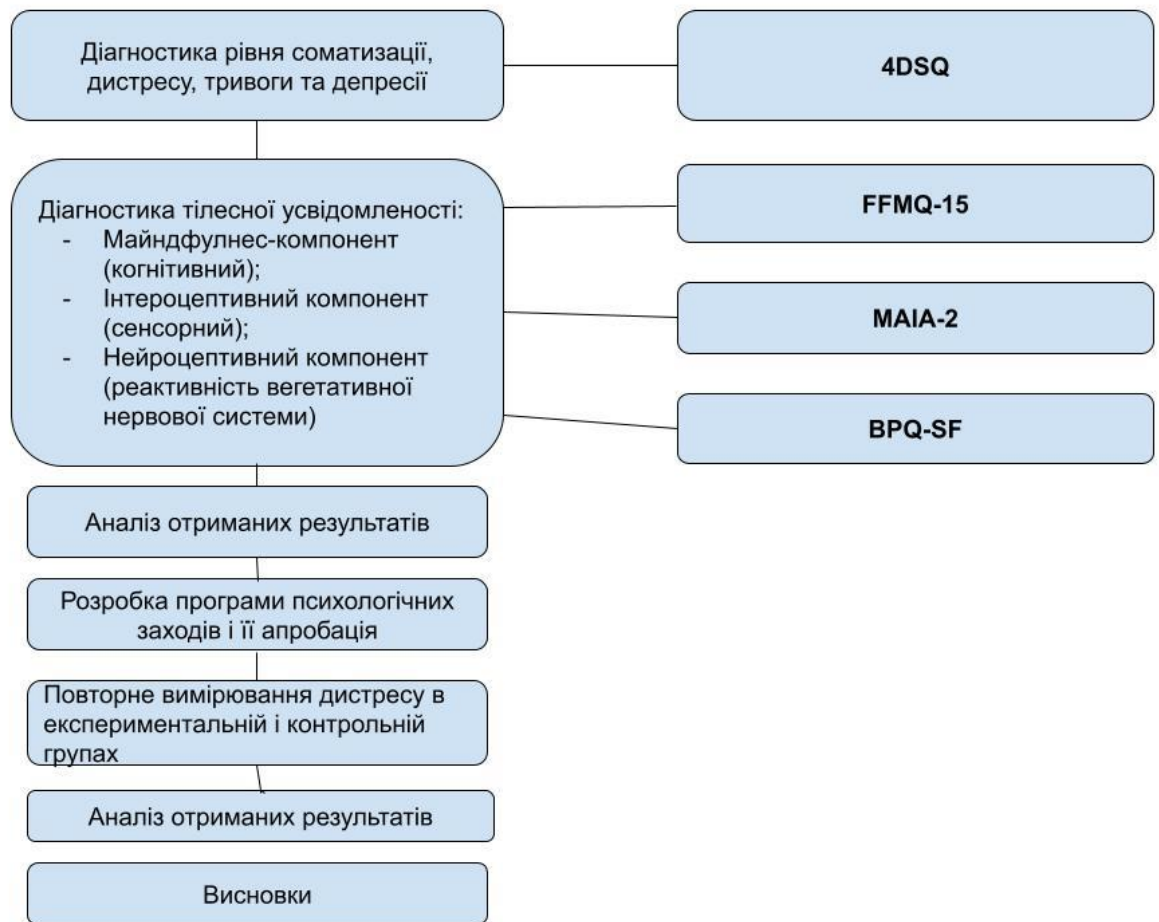 Діагностика рівня соматизації,
дистресу, тривоги та депресії
4DSQ
Діагностика тілесної усвідомленості:
- Майндфулнес-компонент
(когнітивний);
- Інтероцептивний компонент
(сенсорний);
- Нейроцептивний компонент
(реактивність вегетативної
нервової системи)
FFMQ-15
MAIA-2
BPQ-SF
Аналіз отриманих результатів
Розробка програми психологічних
заходів і її апробація
Повторне вимірювання дистресу в
експериментальній і контрольній
групах
Аналіз отриманих результатів
Висновки